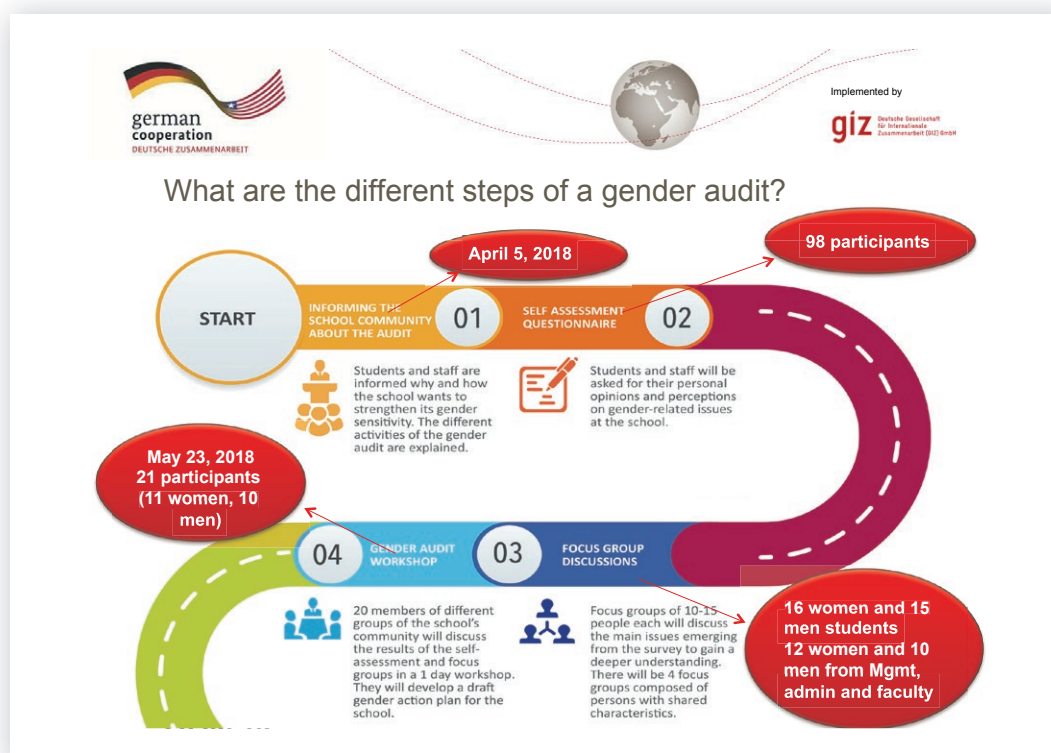 german
cooperation
DEUTSCHE ZUSAMMENARBEIT
Implemented by
giz
Deutsche Gesellschaft
für Internationale
Zusammenarbeit (GIZ) GmbH
What are the different steps of a gender audit?
April 5, 2018
98 participants
START
INFORMING THE
SCHOOL COMMUNITY
ABOUT THE AUDIT
01
SELF ASSESSMENT
QUESTIONNAIRE
02
Students and staff are
informed why and how
the school wants to
strengthen its gender
sensitivity. The different
activities of the gender
audit are explained.
Students and staff will be
asked for their personal
opinions and perceptions
on gender-related issues
at the school.
May 23, 2018
21 participants
(11 women, 10
men)
04
GENDER AUDIT
WORKSHOP
03
FOCUS GROUP
DISCUSSIONS
20 members of different
groups of the school's
community will discuss
the results of the self-
assessment and focus
groups in a 1 day workshop.
They will develop a draft
gender action plan for the
school.
Focus groups of 10-15
people each will discuss
the main issues emerging
from the survey to gain a
deeper understanding.
There will be 4 focus
groups composed of
persons with shared
characteristics.
16 women and 15
men students
12 women and 10
men from Mgmt,
admin and faculty